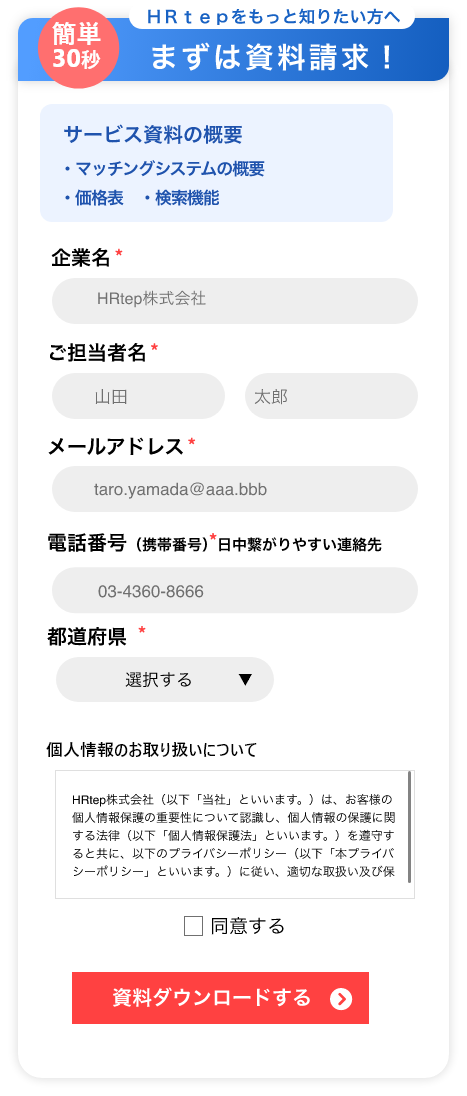 HRtepをもっと知りたい方へ
簡単
30秒
まずは資料請求！
サービス資料の概要
・マッチングシステムの概要
・価格表　・検索機能
企業名*
HRtep株式会社
ご担当者名*
山田 太郎
メールアドレス*
taro.yamada@aaa.bbb
電話番号（携帯番号）*日中繋がりやすい連絡先
03-4360-8666
都道府県 *
選択する ▼
個人情報のお取り扱いについて
HRtep株式会社（以下「当社」といいます。）は、お客様の
個人情報保護の重要性について認識し、個人情報の保護に関
する法律（以下「個人情報保護法」といいます。）を遵守す
ると共に、以下のプライバシーポリシー（以下「本プライバ
シーポリシー」といいます。）に従い、適切な取扱い及び保
同意する
資料ダウンロードする